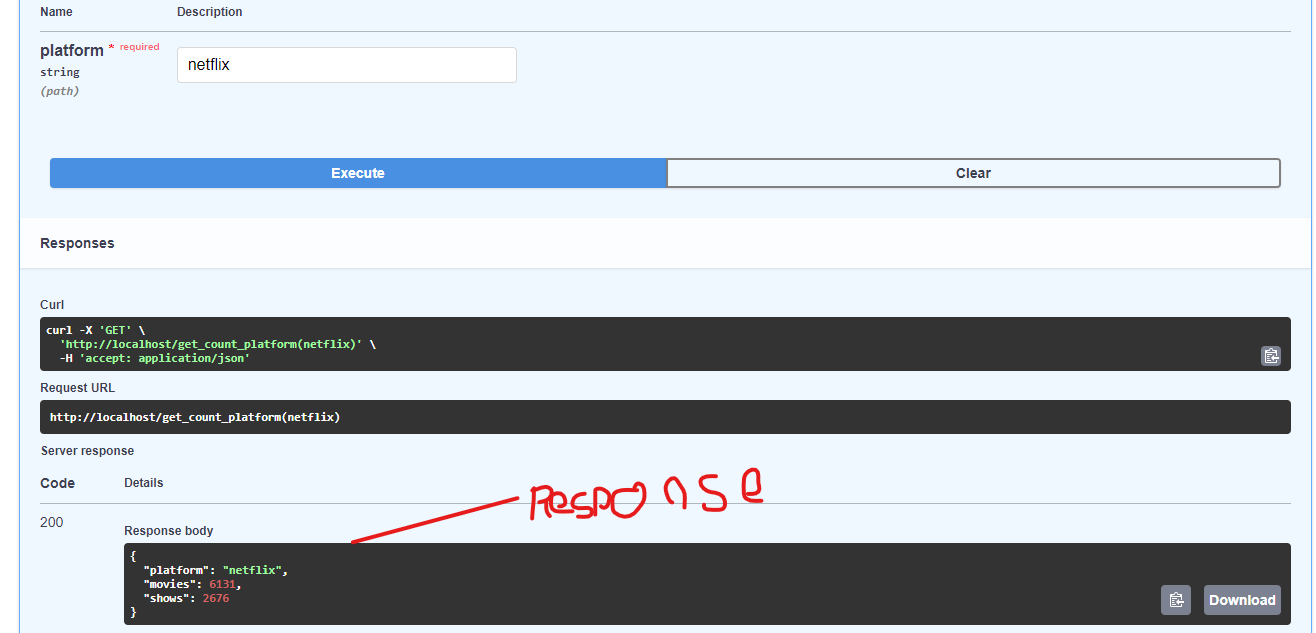 Name Description
platform * required
netflix
string
(path)
Execute Clear
Responses
Curl
curl -X 'GET' \
  'http://localhost/get_count_platform(netflix)' \
  -H 'accept: application/json'
Request URL
http://localhost/get_count_platform(netflix)
Server response
Code Details
Response
200
Response body
{
  "platform": "netflix",
  "movies": 6131,
  "shows": 2676
}
Download